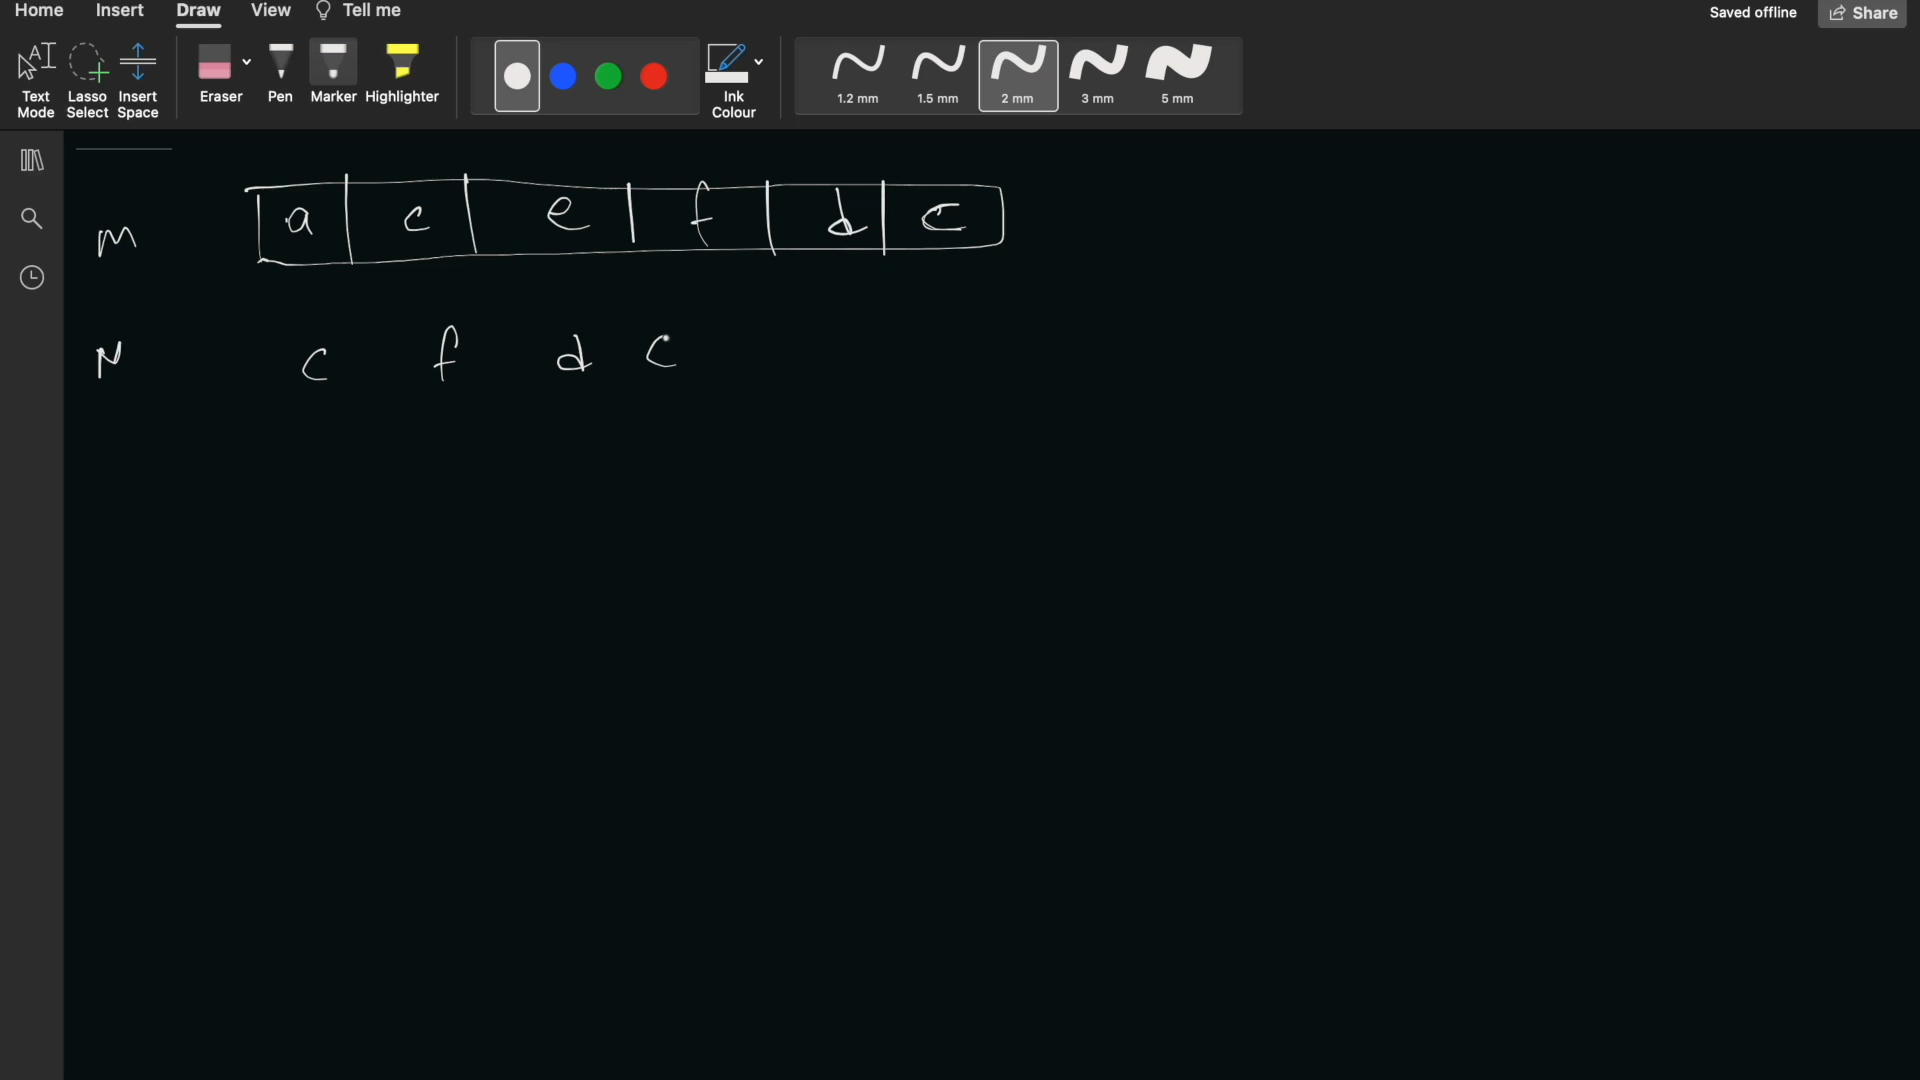 Home Insert Draw View Tell me Saved offline Share
Text Mode Lasso Select Insert Space Eraser Pen Marker Highlighter Ink Colour 1.2 mm 1.5 mm 2 mm 3 mm 5 mm
M a c e f d c
N c f d c